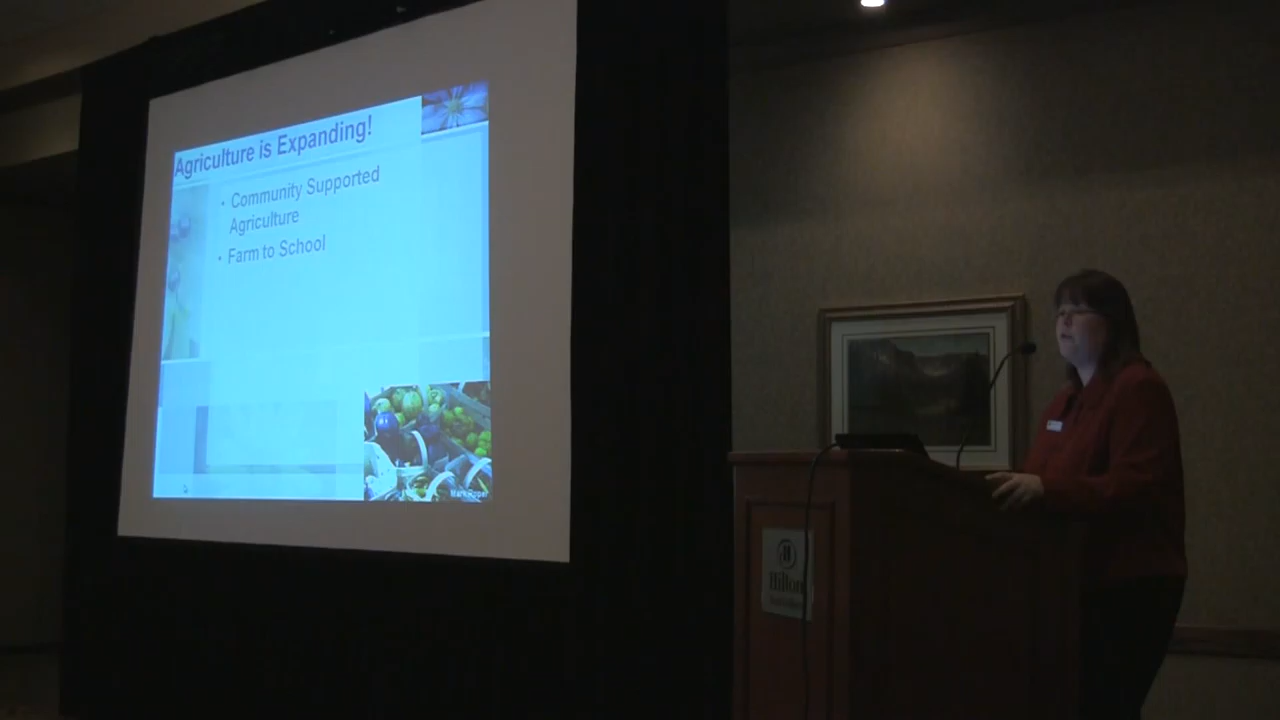 Agriculture is Expanding!
• Community Supported
Agriculture
• Farm to School
Hilton